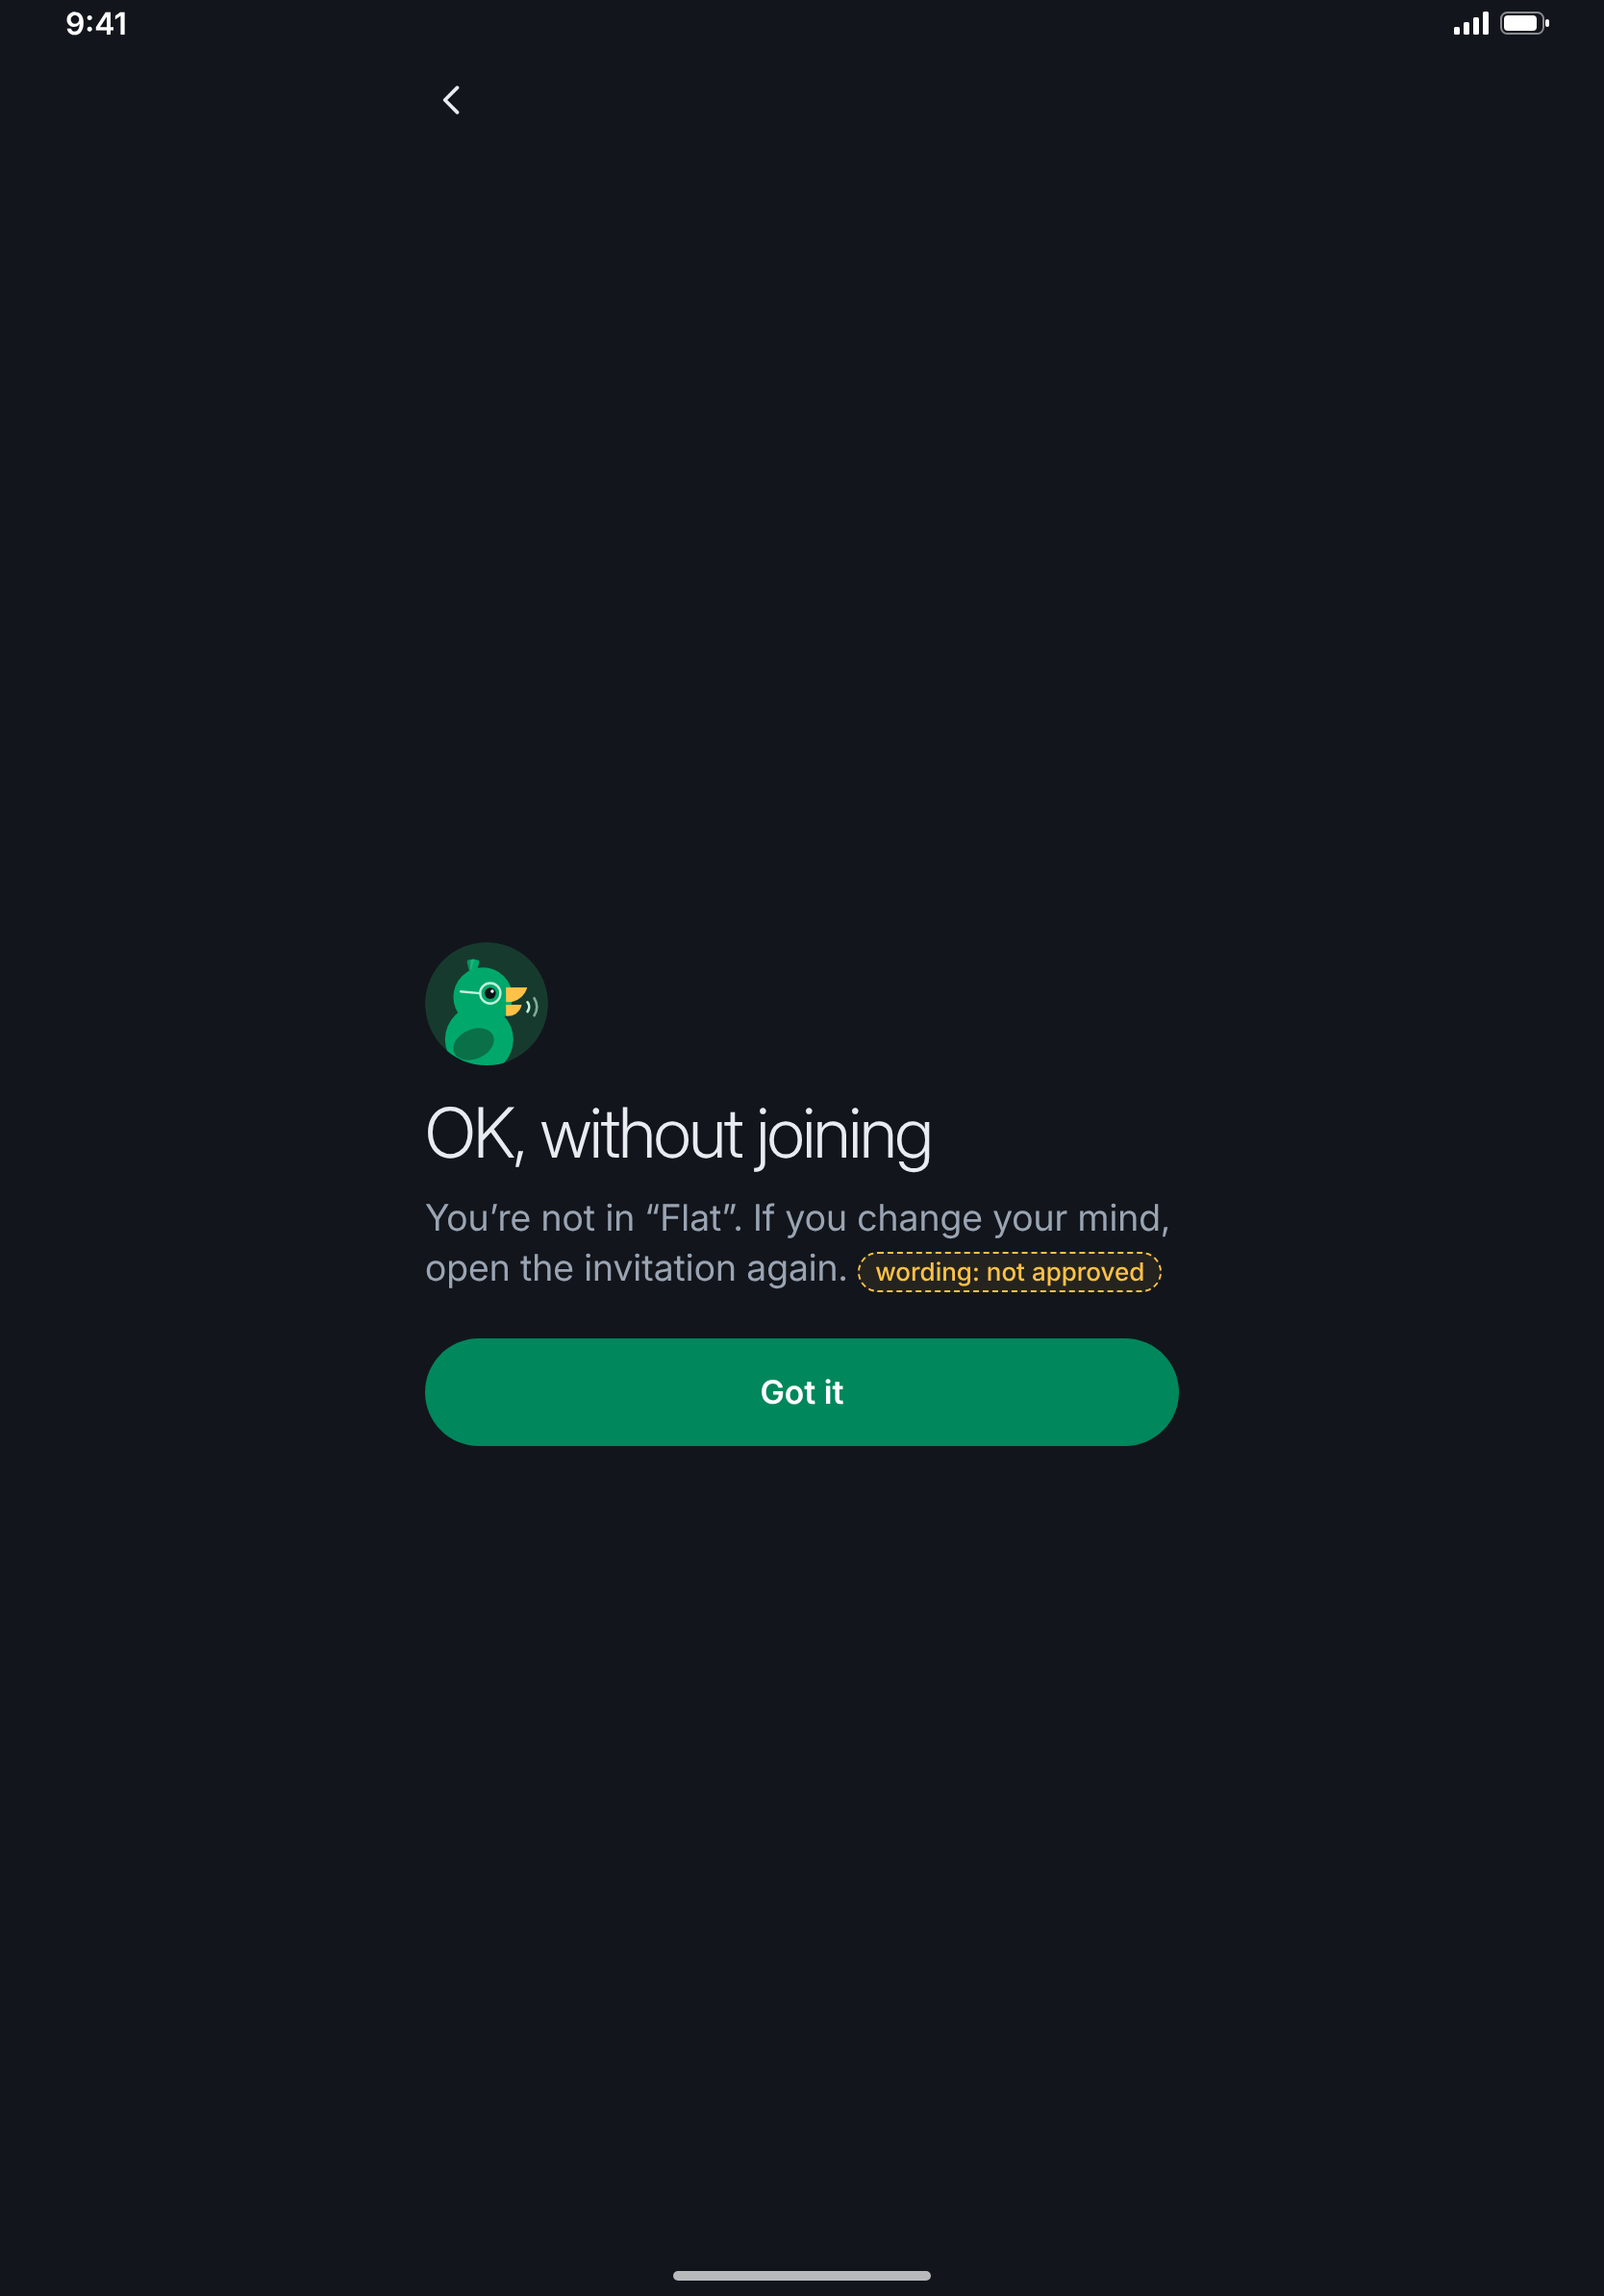 9:41
OK, without joining
You’re not in “Flat”. If you change your mind,
open the invitation again. wording: not approved
Got it